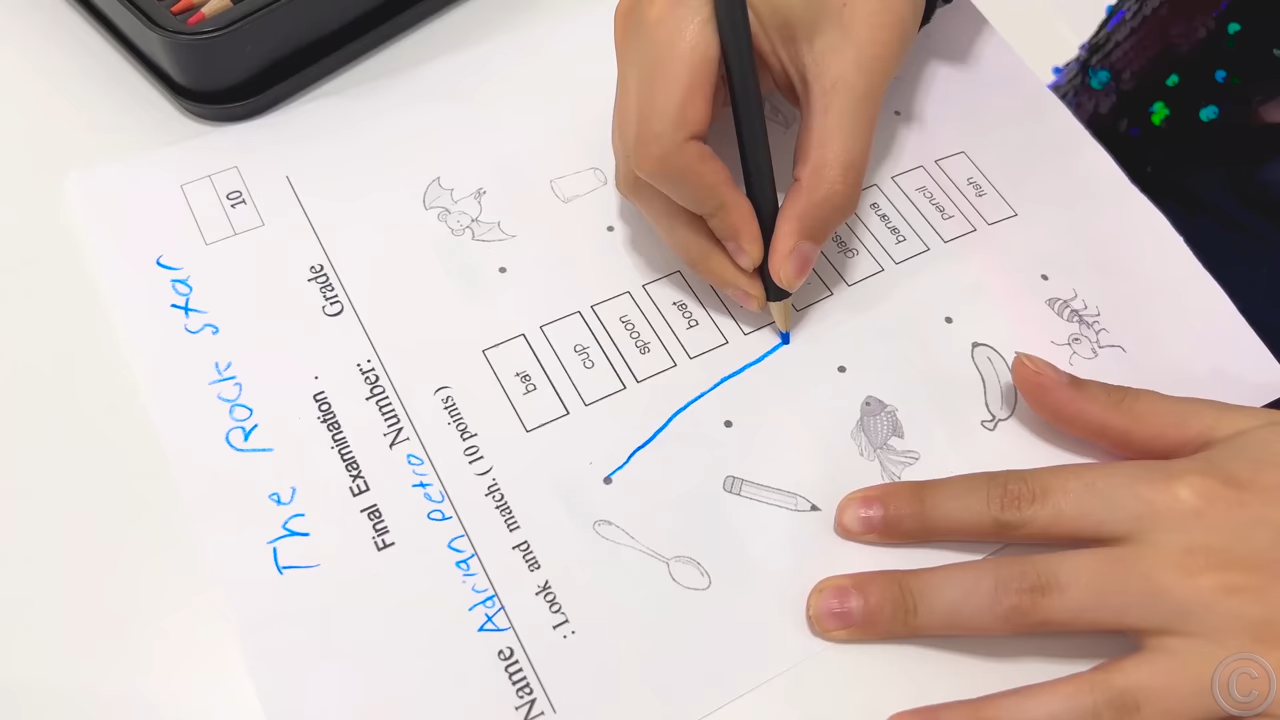 The Rock Star
10
Final Examination.
Grade
Name Adrian Petro Number:
: Look and match. (10 points)
bat
cup
spoon
boat
banana
pencil
fish
©